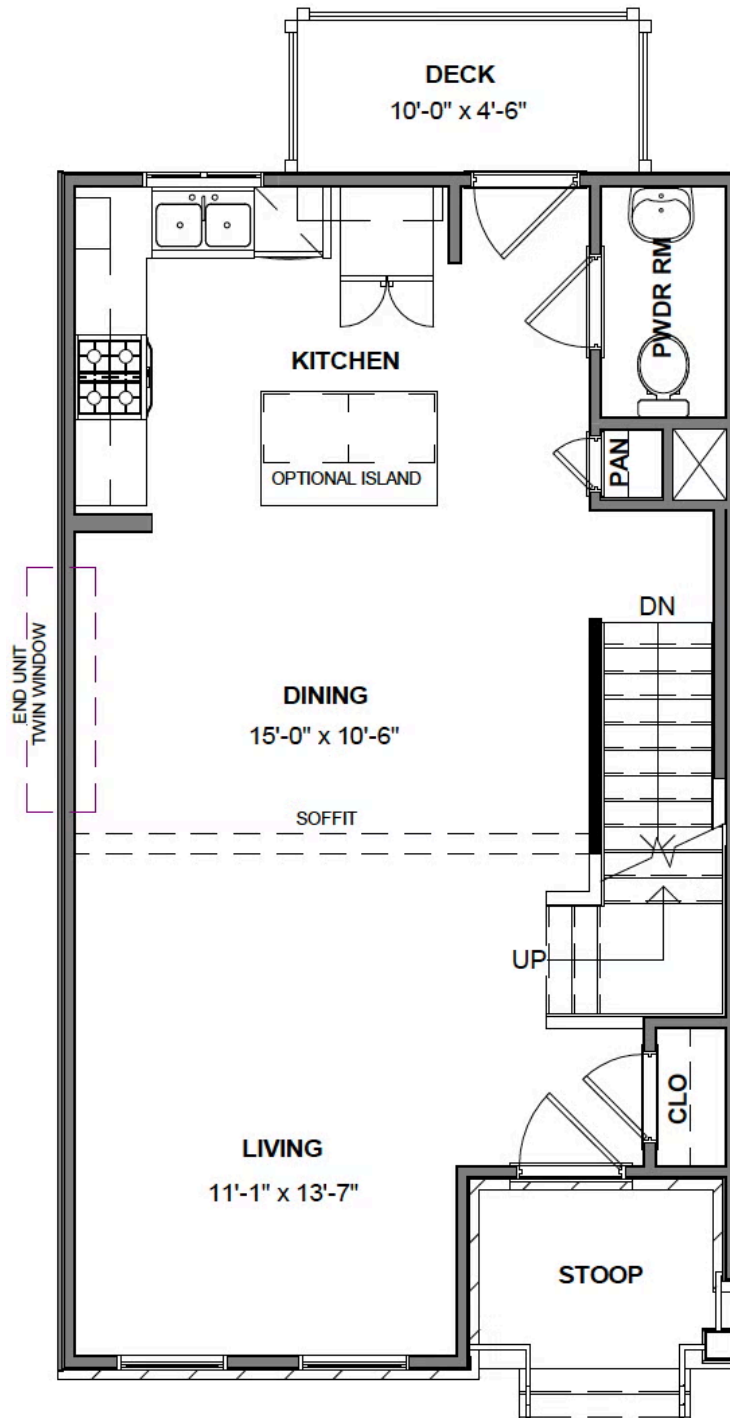 DECK
10'-0" x 4'-6"
PWDR RM
KITCHEN
OPTIONAL ISLAND
PAN
DN
END UNIT
TWIN WINDOW
DINING
15'-0" x 10'-6"
SOFFIT
UP
CLO
LIVING
11'-1" x 13'-7"
STOOP